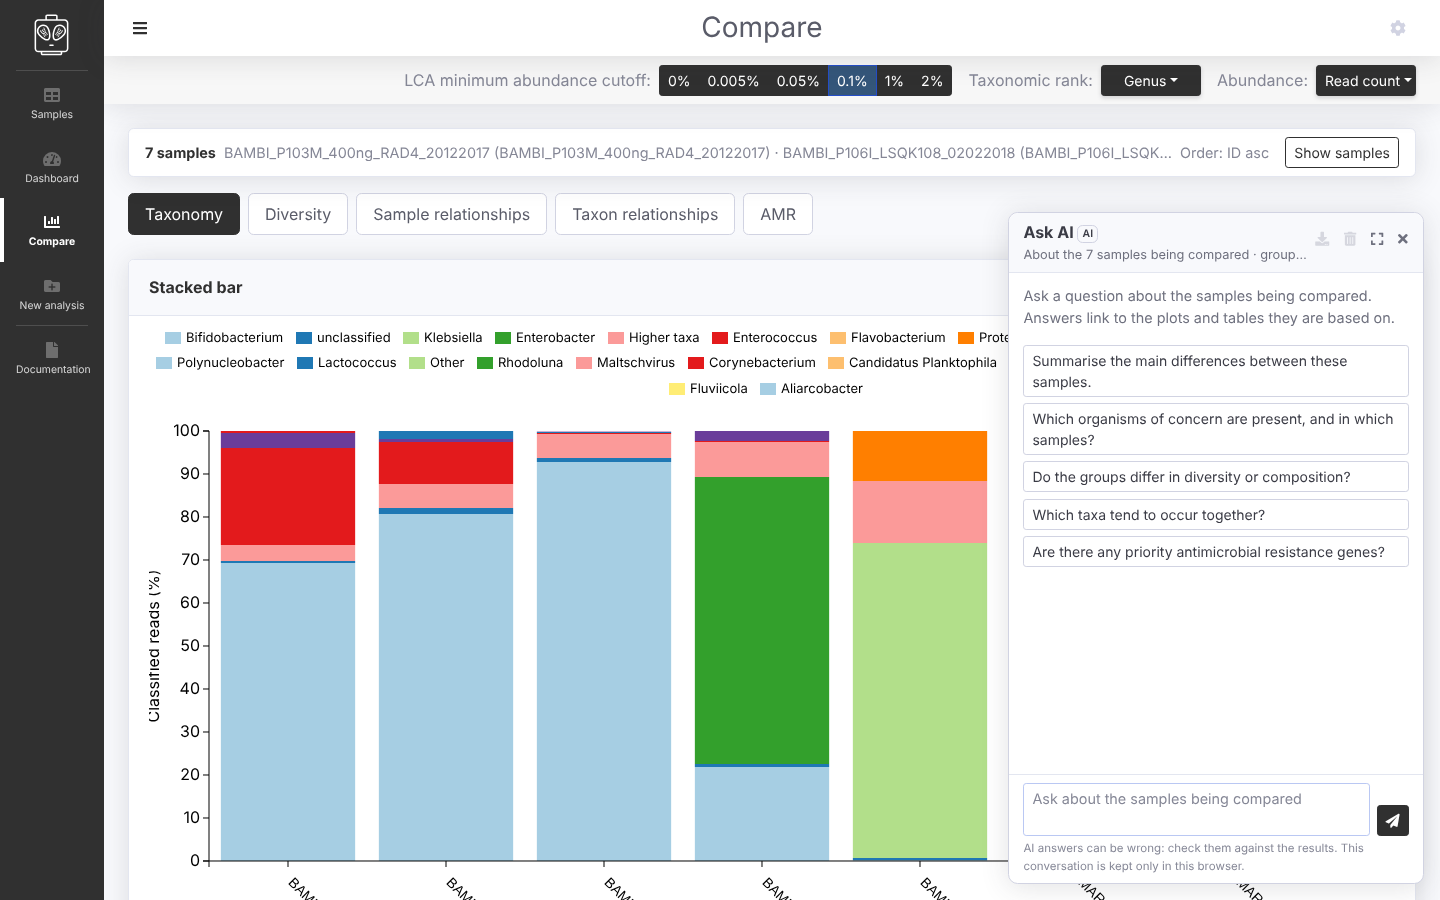 Compare
LCA minimum abundance cutoff: 0% 0.005% 0.05% 0.1% 1% 2% Taxonomic rank: Genus Abundance: Read count
Samples
Dashboard
Compare
New analysis
Documentation
7 samples BAMBI_P103M_400ng_RAD4_20122017 (BAMBI_P103M_400ng_RAD4_20122017) · BAMBI_P106I_LSQK108_02022018 (BAMBI_P106I_LSQK... Order: ID asc Show samples
Taxonomy Diversity Sample relationships Taxon relationships AMR
Stacked bar
Bifidobacterium unclassified Klebsiella Enterobacter Higher taxa Enterococcus Flavobacterium Prote
Polynucleobacter Lactococcus Other Rhodoluna Maltschvirus Corynebacterium Candidatus Planktophila
Fluviicola Aliarcobacter
Classified reads (%)
100
90
80
70
60
50
40
30
20
10
0
BAM
BAM
BAM
BAM
BAM
MAR
MAR
Ask AI AI
About the 7 samples being compared · group...
Ask a question about the samples being compared.
Answers link to the plots and tables they are based on.
Summarise the main differences between these
samples.
Which organisms of concern are present, and in which
samples?
Do the groups differ in diversity or composition?
Which taxa tend to occur together?
Are there any priority antimicrobial resistance genes?
Ask about the samples being compared
AI answers can be wrong: check them against the results. This
conversation is kept only in this browser.